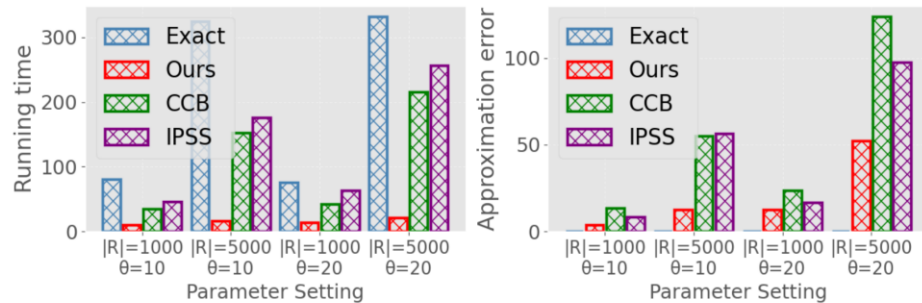 Running time
300
200
100
0
Exact
Ours
CCB
IPSS
|R|=1000 |R|=5000 |R|=1000 |R|=5000
θ=10 θ=10 θ=20 θ=20
Parameter Setting
Approximation error
100
50
0
Exact
Ours
CCB
IPSS
|R|=1000 |R|=5000 |R|=1000 |R|=5000
θ=10 θ=10 θ=20 θ=20
Parameter Setting